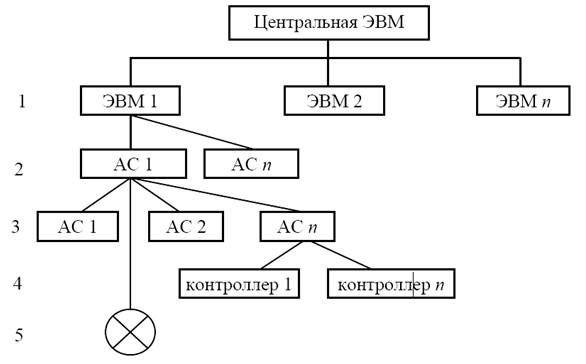 Центральная ЭВМ
1 ЭВМ 1 ЭВМ 2 ЭВМ n
2 АС 1 АС n
3 АС 1 АС 2 АС n
4 контроллер 1 контроллер n
5